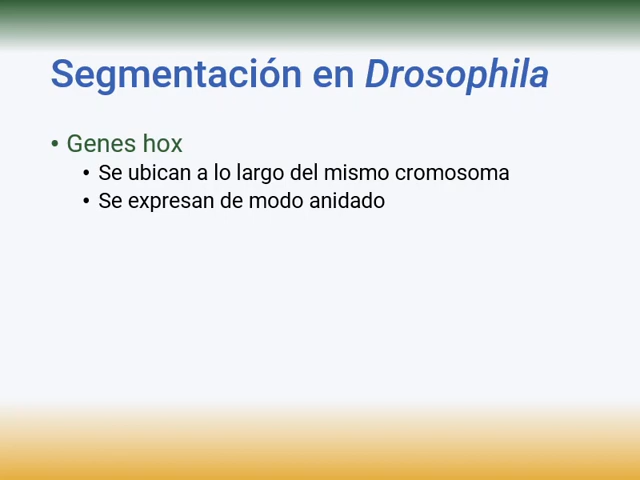 Segmentación en Drosophila
• Genes hox
• Se ubican a lo largo del mismo cromosoma
• Se expresan de modo anidado